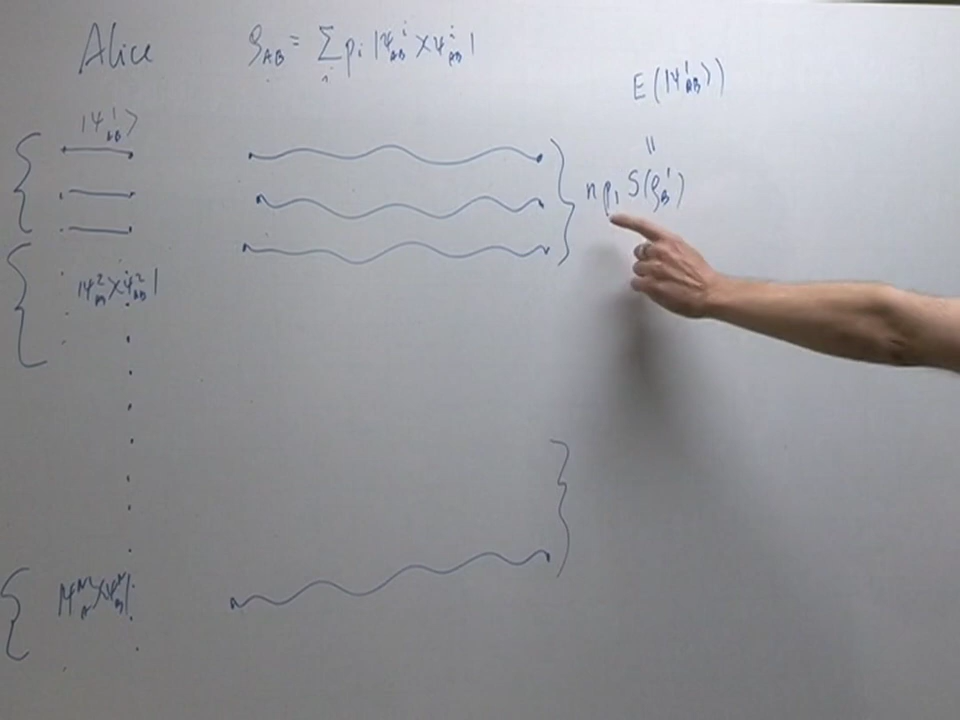 Alice
ρ_AB = Σ_i p_i |ψ^i_AB⟩⟨ψ^i_AB|
E(|ψ^1_AB⟩)
|ψ^1_AB⟩
=
n p_1 S(ρ^1_B)
|ψ^2_AB⟩⟨ψ^2_AB|